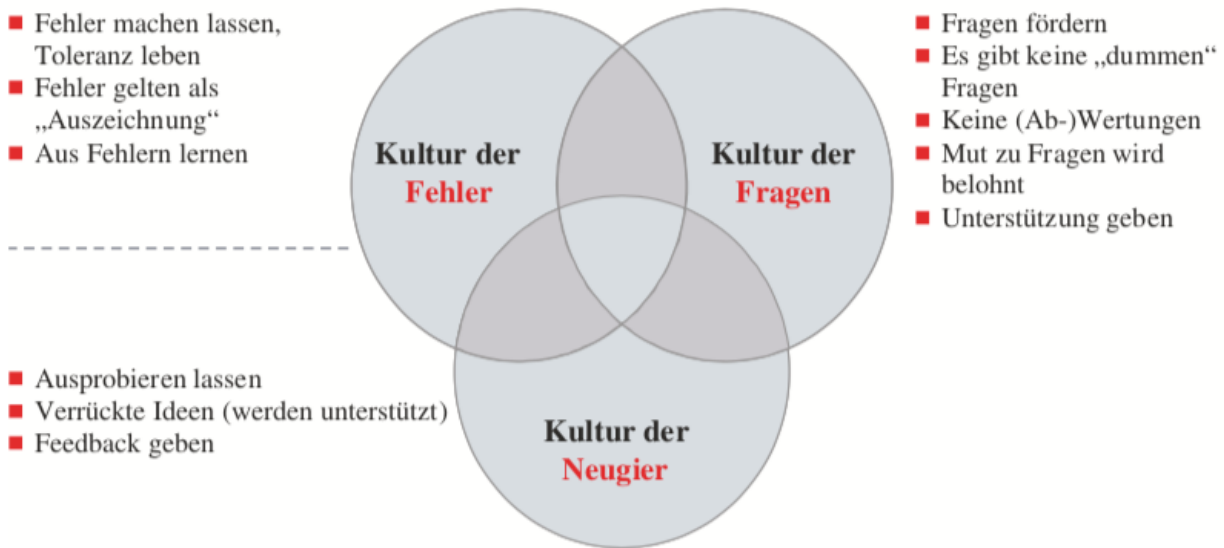 ■ Fehler machen lassen,
Toleranz leben
■ Fehler gelten als
„Auszeichnung“
■ Aus Fehlern lernen
Kultur der
Fehler
Kultur der
Fragen
■ Fragen fördern
■ Es gibt keine „dummen“
Fragen
■ Keine (Ab-)Wertungen
■ Mut zu Fragen wird
belohnt
■ Unterstützung geben
■ Ausprobieren lassen
■ Verrückte Ideen (werden unterstützt)
■ Feedback geben
Kultur der
Neugier